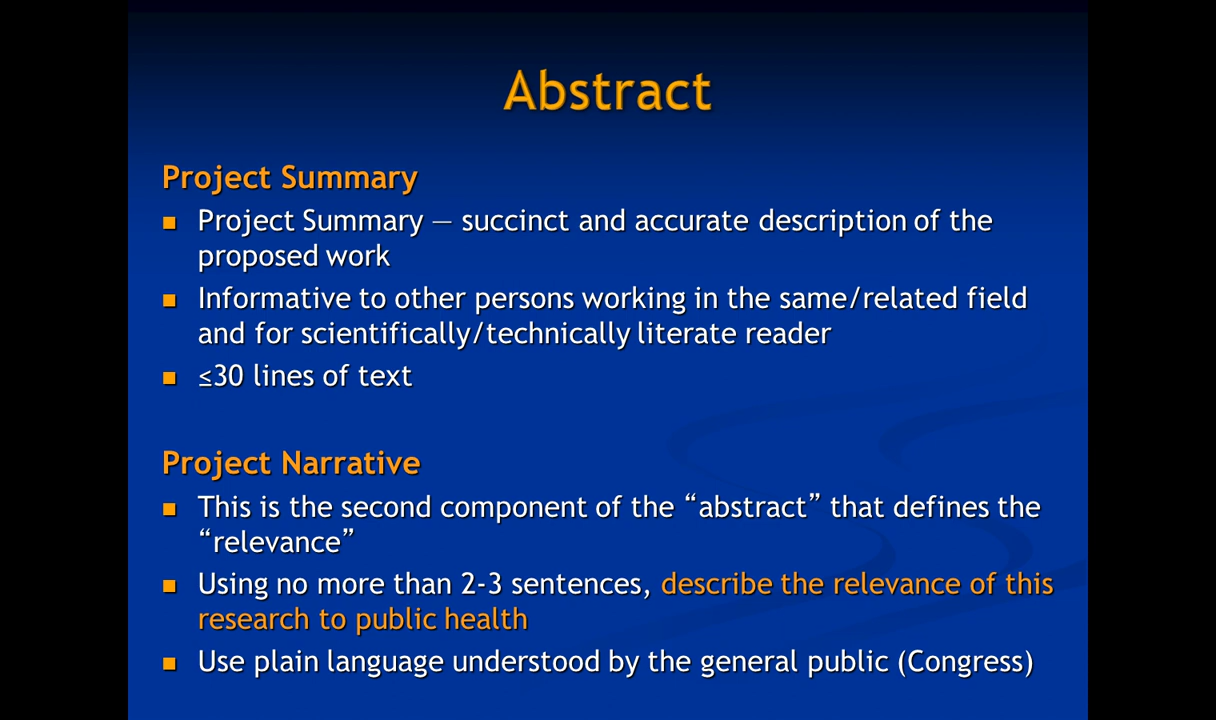 Abstract
Project Summary
Project Summary — succinct and accurate description of the
proposed work
Informative to other persons working in the same/related field
and for scientifically/technically literate reader
≤30 lines of text
Project Narrative
This is the second component of the “abstract” that defines the
“relevance”
Using no more than 2-3 sentences, describe the relevance of this
research to public health
Use plain language understood by the general public (Congress)